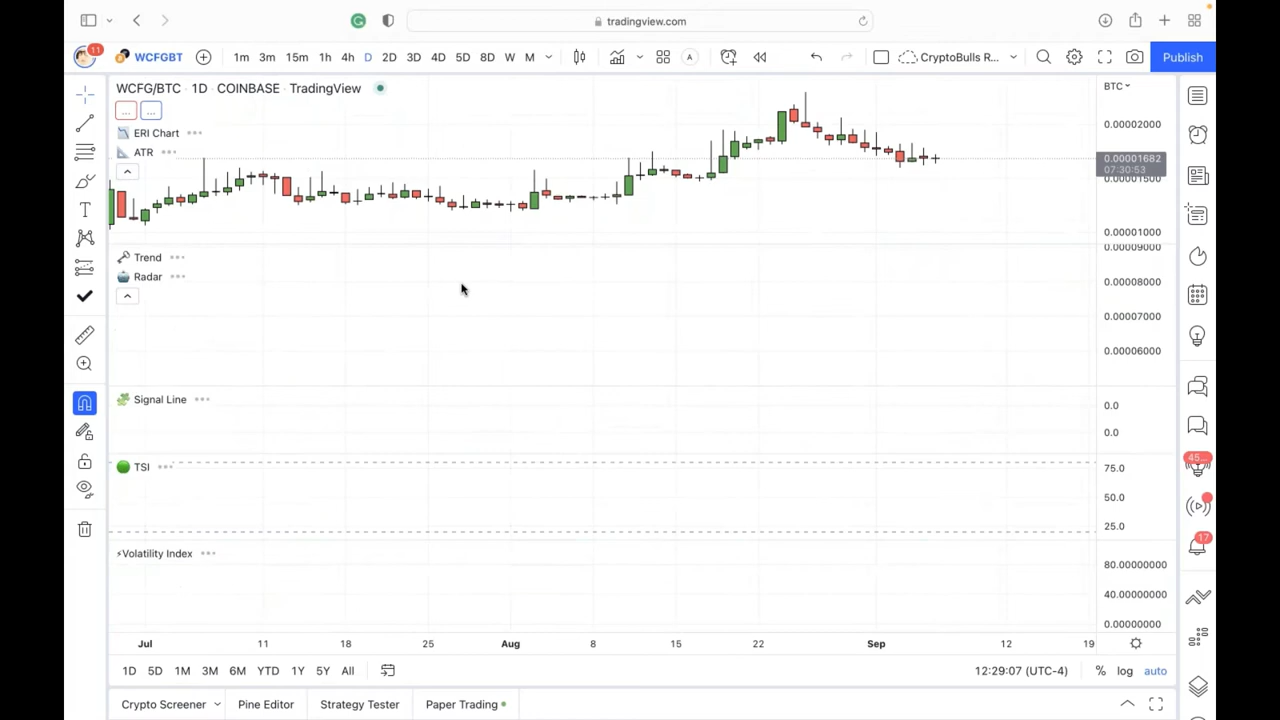 tradingview.com
11
WCFGBT
1m 3m 15m 1h 4h D 2D 3D 4D 5D 8D W M
A
CryptoBulls R...
Publish
WCFG/BTC · 1D · COINBASE · TradingView
BTC
... ...
ERI Chart
ATR
0.00002000
0.00001682
07:30:53
0.00001500
0.00001000
Trend
Radar
0.00009000
0.00008000
0.00007000
0.00006000
Signal Line
0.0
0.0
TSI
75.0
50.0
25.0
⚡Volatility Index
80.00000000
40.00000000
0.00000000
45...
17
Jul 11 18 25 Aug 8 15 22 Sep 12 19
1D 5D 1M 3M 6M YTD 1Y 5Y All
12:29:07 (UTC-4) % log auto
Crypto Screener Pine Editor Strategy Tester Paper Trading